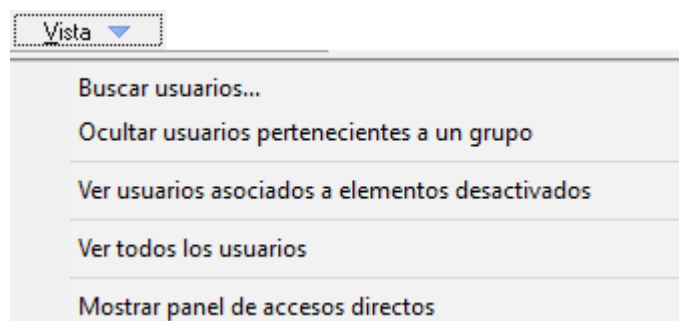 Vista
Buscar usuarios...
Ocultar usuarios pertenecientes a un grupo
Ver usuarios asociados a elementos desactivados
Ver todos los usuarios
Mostrar panel de accesos directos